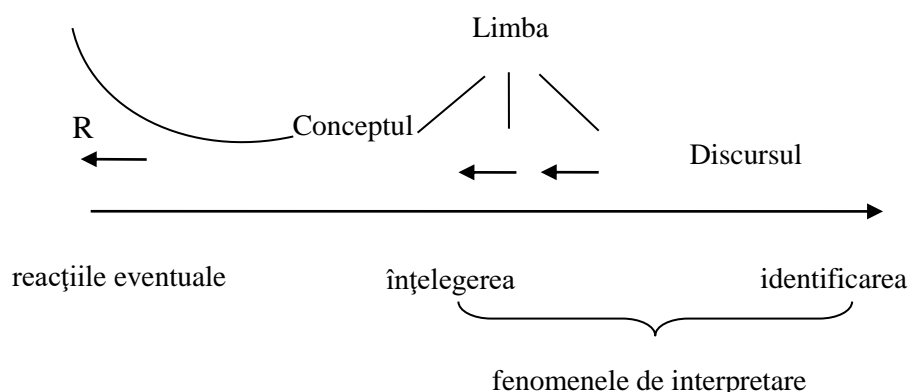 Limba
R
Conceptul
Discursul
reacţiile eventuale
înţelegerea
identificarea
fenomenele de interpretare